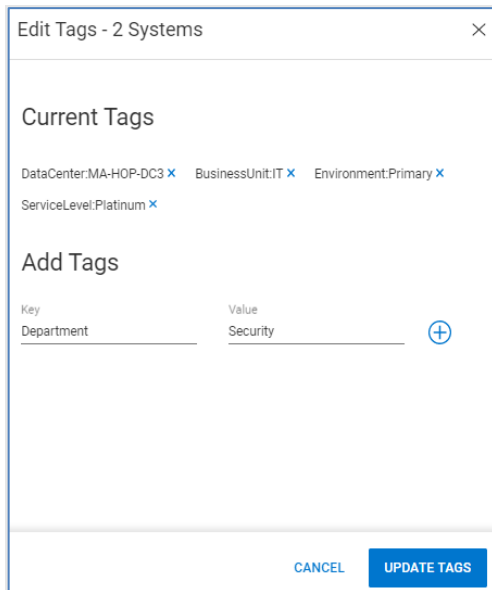 Edit Tags - 2 Systems
Current Tags
DataCenter:MA-HOP-DC3 × BusinessUnit:IT × Environment:Primary ×
ServiceLevel:Platinum ×
Add Tags
Key Value
Department Security
CANCEL UPDATE TAGS